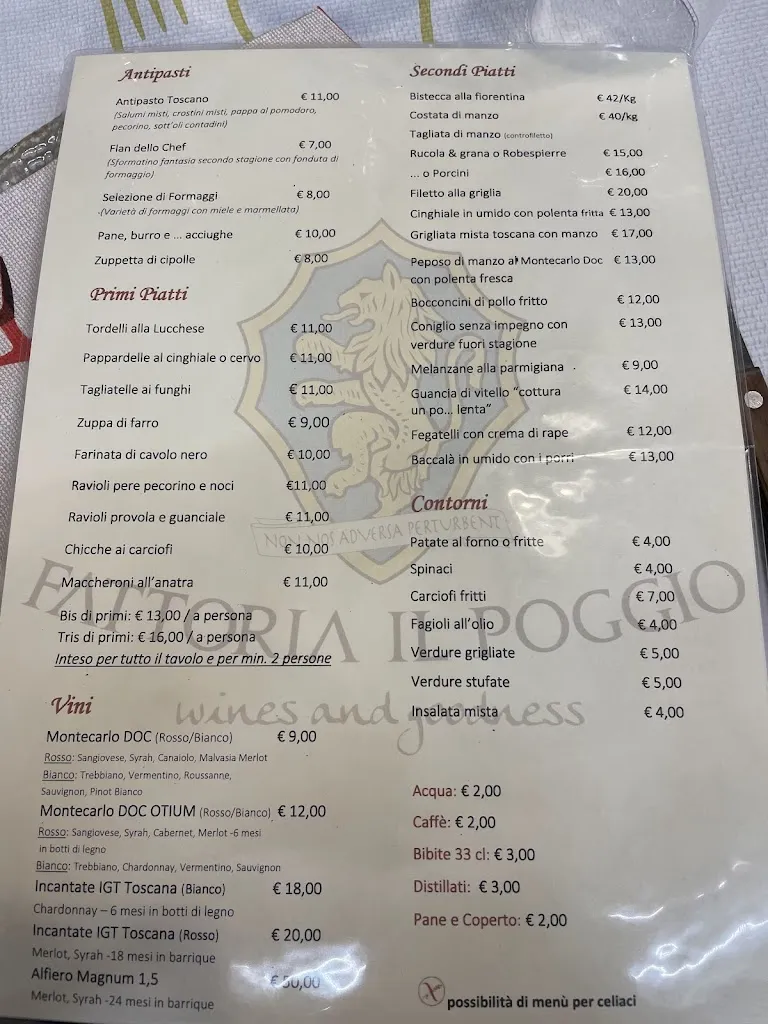 Antipasti
Antipasto Toscano € 11,00
(Salumi misti, crostini misti, pappa al pomodoro,
pecorino, sott'oli contadini)
Flan dello Chef € 7,00
(Sformatino fantasia secondo stagione con fonduta di
formaggio)
Selezione di Formaggi € 8,00
-(Varietà di formaggi con miele e marmellata)
Pane, burro e ... acciughe € 10,00
Zuppetta di cipolle € 8,00
Primi Piatti
Tordelli alla Lucchese € 11,00
Pappardelle al cinghiale o cervo € 11,00
Tagliatelle ai funghi € 11,00
Zuppa di farro € 9,00
Farinata di cavolo nero € 10,00
Ravioli pere pecorino e noci €11,00
Ravioli provola e guanciale € 11,00
Chicche ai carciofi € 10,00
Maccheroni all'anatra € 11,00
Bis di primi: € 13,00 / a persona
Tris di primi: € 16,00 / a persona
Inteso per tutto il tavolo e per min. 2 persone
Vini
Montecarlo DOC (Rosso/Bianco) € 9,00
Rosso: Sangiovese, Syrah, Canaiolo, Malvasia Merlot
Bianco: Trebbiano, Vermentino, Roussanne,
Sauvignon, Pinot Bianco
Montecarlo DOC OTIUM (Rosso/Bianco) € 12,00
Rosso: Sangiovese, Syrah, Cabernet, Merlot -6 mesi
in botti di legno
Bianco: Trebbiano, Chardonnay, Vermentino, Sauvignon
Incantate IGT Toscana (Bianco) € 18,00
Chardonnay – 6 mesi in botti di legno
Incantate IGT Toscana (Rosso) € 20,00
Merlot, Syrah -18 mesi in barrique
Alfiero Magnum 1,5 € 50,00
Merlot, Syrah -24 mesi in barrique
Secondi Piatti
Bistecca alla fiorentina € 42/Kg
Costata di manzo € 40/kg
Tagliata di manzo (controfiletto)
Rucola & grana o Robespierre € 15,00
... o Porcini € 16,00
Filetto alla griglia € 20,00
Cinghiale in umido con polenta fritta € 13,00
Grigliata mista toscana con manzo € 17,00
Peposo di manzo al Montecarlo Doc € 13,00
con polenta fresca
Bocconcini di pollo fritto € 12,00
Coniglio senza impegno con € 13,00
verdure fuori stagione
Melanzane alla parmigiana € 9,00
Guancia di vitello "cottura € 14,00
un po... lenta"
Fegatelli con crema di rape € 12,00
Baccalà in umido con i porri € 13,00
Contorni
Patate al forno o fritte € 4,00
Spinaci € 4,00
Carciofi fritti € 7,00
Fagioli all'olio € 4,00
Verdure grigliate € 5,00
Verdure stufate € 5,00
Insalata mista € 4,00
Acqua: € 2,00
Caffè: € 2,00
Bibite 33 cl: € 3,00
Distillati: € 3,00
Pane e Coperto: € 2,00
possibilità di menù per celiaci
NON NOS ADVERSA PERTURBENT
FATTORIA IL POGGIO
wines and goodness